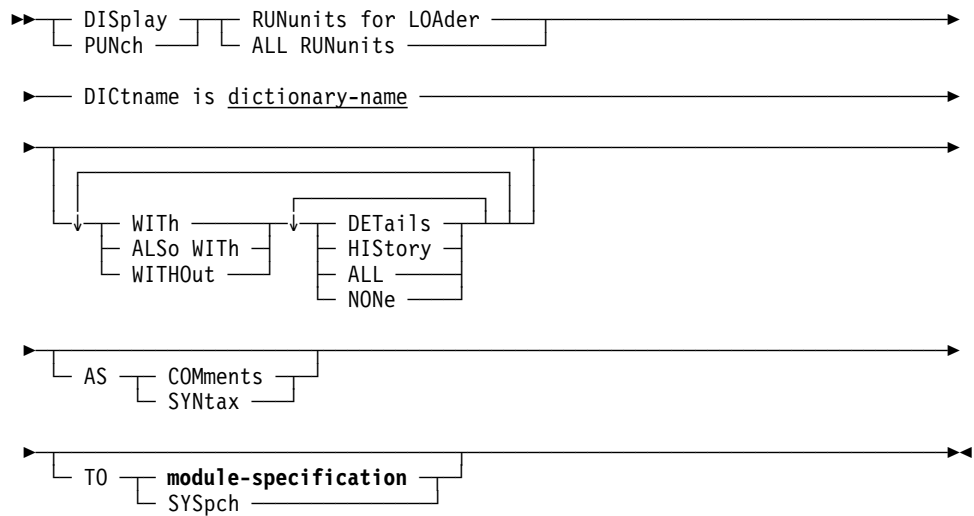 DISplay RUNunits for LOAder
PUNch ALL RUNunits
DICtname is dictionary-name
WITh DETails
ALSo WITh HIStory
WITHOut ALL
NONe
AS COMments
SYNtax
TO module-specification
SYSpch